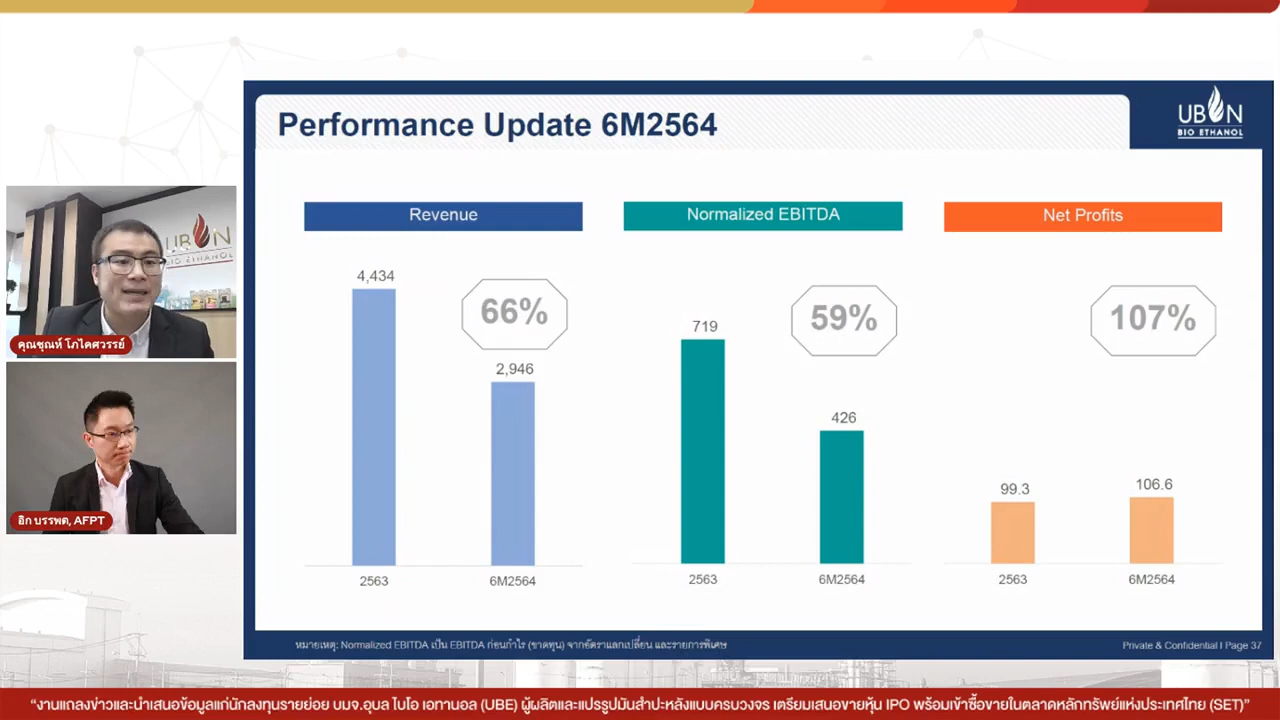 Performance Update 6M2564
UBON
BIO ETHANOL
Revenue
Normalized EBITDA
Net Profits
4,434
66%
2,946
2563
6M2564
719
59%
426
2563
6M2564
107%
99.3
106.6
2563
6M2564
UBON
BIO ETHANOL
คุณชุณห์ โภไคศวรรย์
อิก บรรพต, AFPT
หมายเหตุ: Normalized EBITDA เป็น EBITDA ก่อนกำไร (ขาดทุน) จากอัตราแลกเปลี่ยน และรายการพิเศษ
Private & Confidential I Page 37
“งานแถลงข่าวและนำเสนอข้อมูลแก่นักลงทุนรายย่อย บมจ.อุบล ไบโอ เอทานอล (UBE) ผู้ผลิตและแปรรูปมันสำปะหลังแบบครบวงจร เตรียมเสนอขายหุ้น IPO พร้อมเข้าซื้อขายในตลาดหลักทรัพย์แห่งประเทศไทย (SET)”